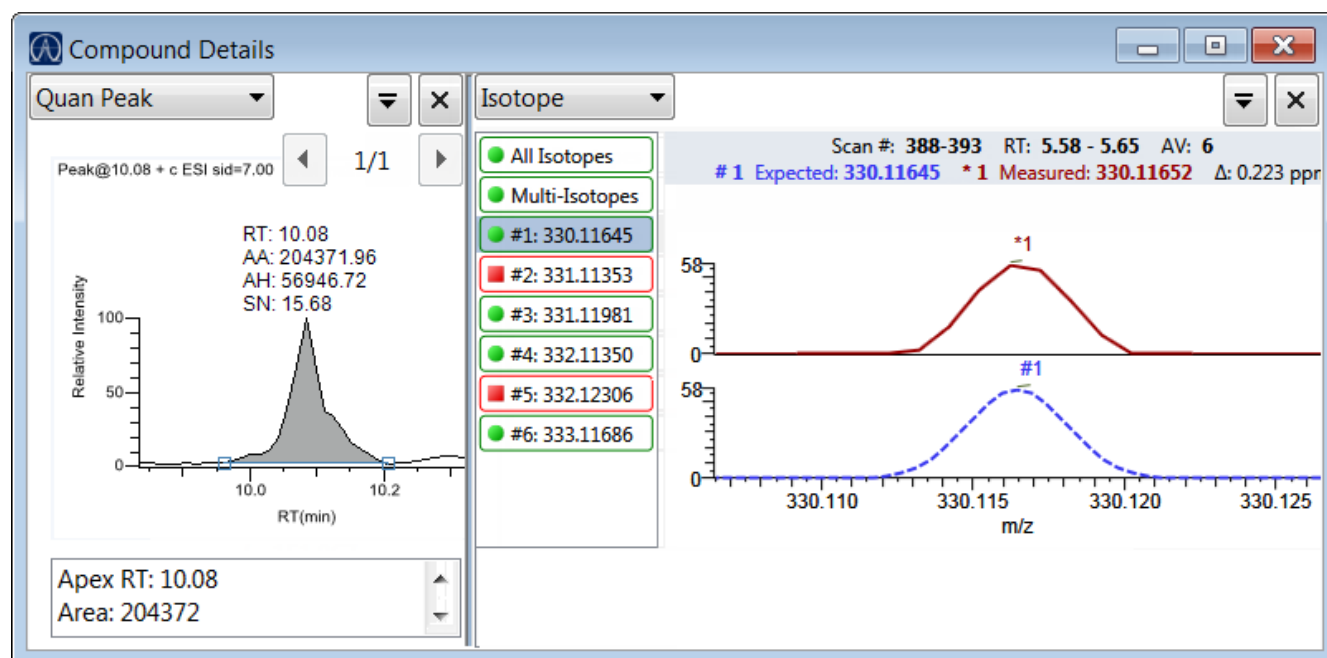 Compound Details
Quan Peak
Isotope
Peak@10.08 + c ESI sid=7.00
1/1
RT: 10.08
AA: 204371.96
AH: 56946.72
SN: 15.68
Relative Intensity
100
50
0
10.0 10.2
RT(min)
Apex RT: 10.08
Area: 204372
All Isotopes
Multi-Isotopes
#1: 330.11645
#2: 331.11353
#3: 331.11981
#4: 332.11350
#5: 332.12306
#6: 333.11686
Scan #: 388-393 RT: 5.58 - 5.65 AV: 6
# 1 Expected: 330.11645 * 1 Measured: 330.11652 Δ: 0.223 ppm
*1
58
0
#1
58
0
330.110 330.115 330.120 330.125
m/z